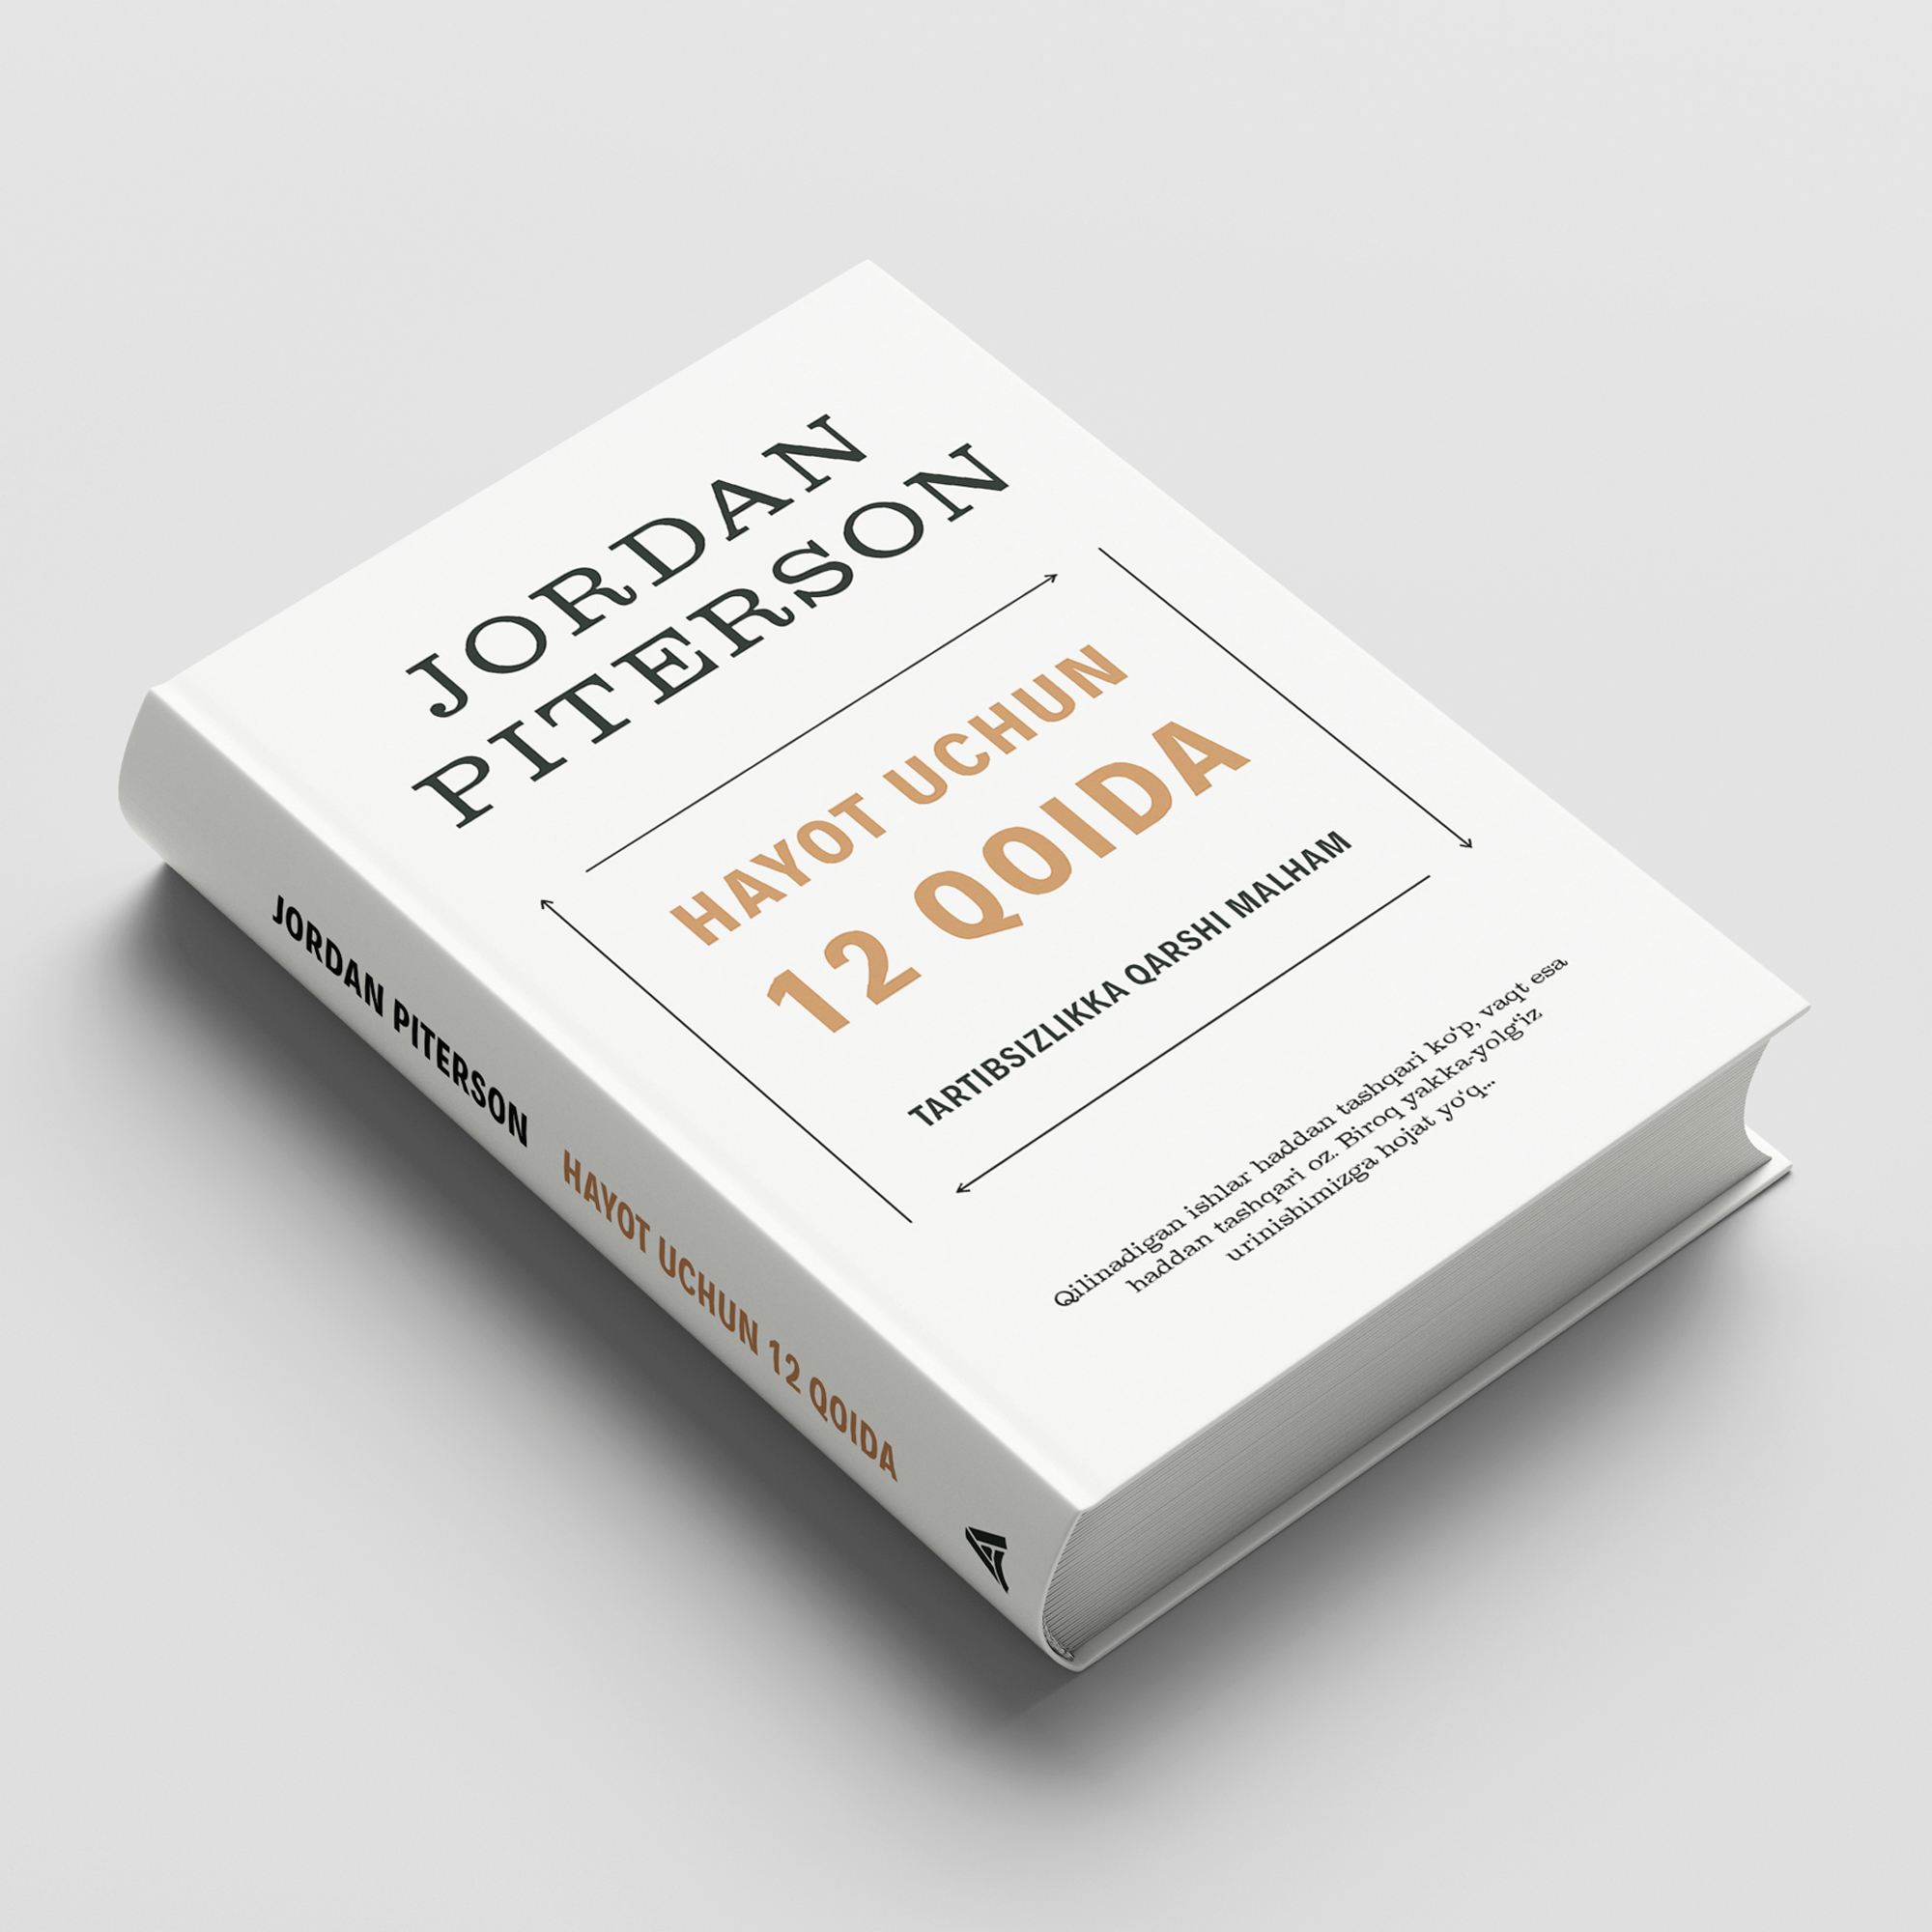 JORDAN
PITERSON
HAYOT UCHUN
12 QOIDA
TARTIBSIZLIKKA QARSHI MALHAM
Qilinadigan ishlar haddan tashqari ko‘p, vaqt esa
haddan tashqari oz. Biroq yakka-yolg‘iz
urinishimizga hojat yo‘q...
JORDAN PITERSON HAYOT UCHUN 12 QOIDA